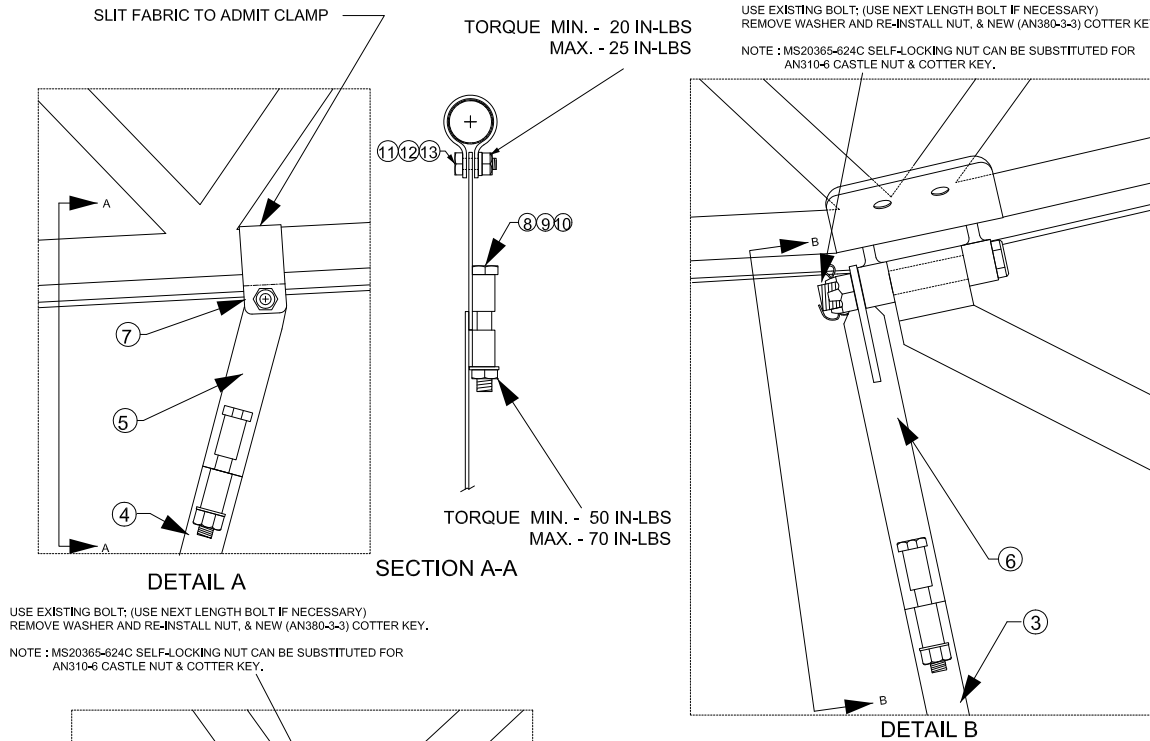 SLIT FABRIC TO ADMIT CLAMP
TORQUE MIN. - 20 IN-LBS
MAX. - 25 IN-LBS
USE EXISTING BOLT; (USE NEXT LENGTH BOLT IF NECESSARY)
REMOVE WASHER AND RE-INSTALL NUT, & NEW (AN380-3-3) COTTER KE
NOTE : MS20365-624C SELF-LOCKING NUT CAN BE SUBSTITUTED FOR
AN310-6 CASTLE NUT & COTTER KEY.
A
7
5
4
A
DETAIL A
11 12 13
8 9 10
TORQUE MIN. - 50 IN-LBS
MAX. - 70 IN-LBS
SECTION A-A
B
6
3
B
DETAIL B
USE EXISTING BOLT; (USE NEXT LENGTH BOLT IF NECESSARY)
REMOVE WASHER AND RE-INSTALL NUT, & NEW (AN380-3-3) COTTER KEY.
NOTE : MS20365-624C SELF-LOCKING NUT CAN BE SUBSTITUTED FOR
AN310-6 CASTLE NUT & COTTER KEY.